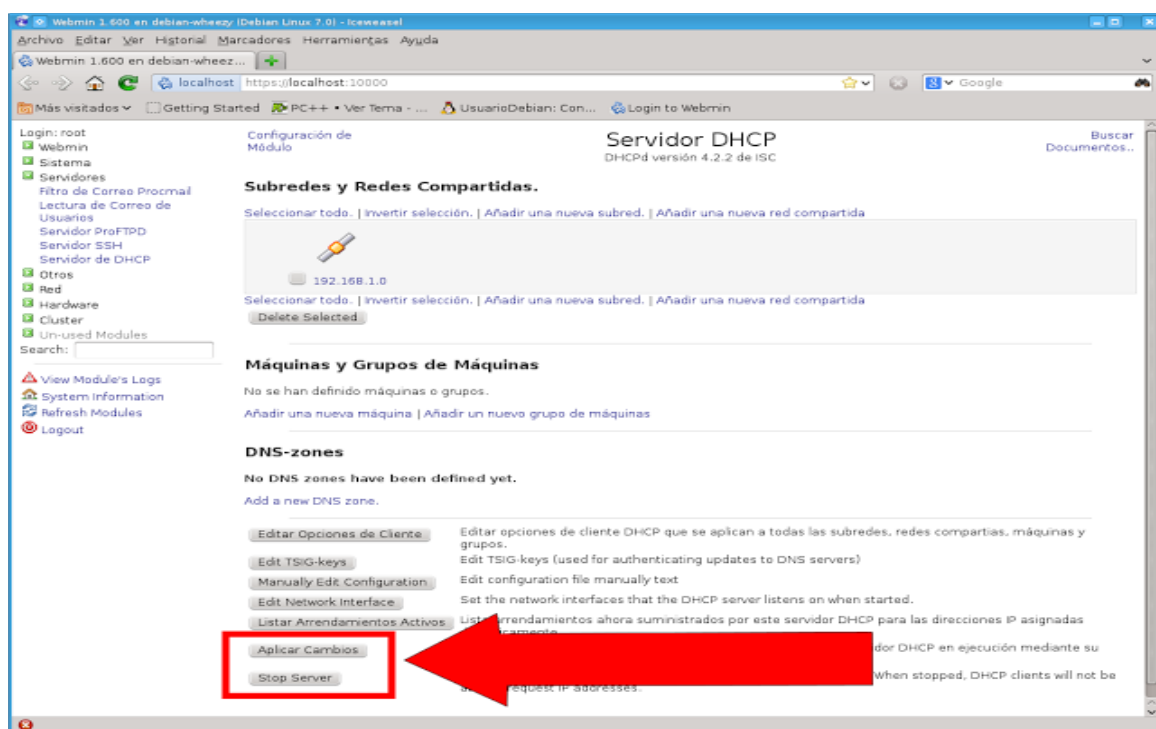 Webmin 1.600 en debian-wheezy (Debian Linux 7.0) - Iceweasel
Archivo Editar Ver Historial Marcadores Herramientas Ayuda
Webmin 1.600 en debian-wheez...
localhost https://localhost:10000 Google
Más visitados Getting Started PC++ • Ver Tema - ... UsuarioDebian: Con... Login to Webmin
Login: root
Webmin
Sistema
Servidores
Filtro de Correo Procmail
Lectura de Correo de
Usuarios
Servidor ProFTPD
Servidor SSH
Servidor de DHCP
Otros
Red
Hardware
Cluster
Un-used Modules
Search:
View Module's Logs
System Information
Refresh Modules
Logout
Configuración de
Módulo
Servidor DHCP
DHCPd versión 4.2.2 de ISC
Buscar
Documentos..
Subredes y Redes Compartidas.
Seleccionar todo. | Invertir selección. | Añadir una nueva subred. | Añadir una nueva red compartida
192.168.1.0
Seleccionar todo. | Invertir selección. | Añadir una nueva subred. | Añadir una nueva red compartida
Delete Selected
Máquinas y Grupos de Máquinas
No se han definido máquinas o grupos.
Añadir una nueva máquina | Añadir un nuevo grupo de máquinas
DNS-zones
No DNS zones have been defined yet.
Add a new DNS zone.
Editar Opciones de Cliente Editar opciones de cliente DHCP que se aplican a todas las subredes, redes compartias, máquinas y
grupos.
Edit TSIG-keys Edit TSIG-keys (used for authenticating updates to DNS servers)
Manually Edit Configuration Edit configuration file manually text
Edit Network Interface Set the network interfaces that the DHCP server listens on when started.
Listar Arrendamientos Activos arrendamientos ahora suministrados por este servidor DHCP para las direcciones IP asignadas
Aplicar Cambios DHCP en ejecución mediante su
Stop Server When stopped, DHCP clients will not be
request IP addresses.